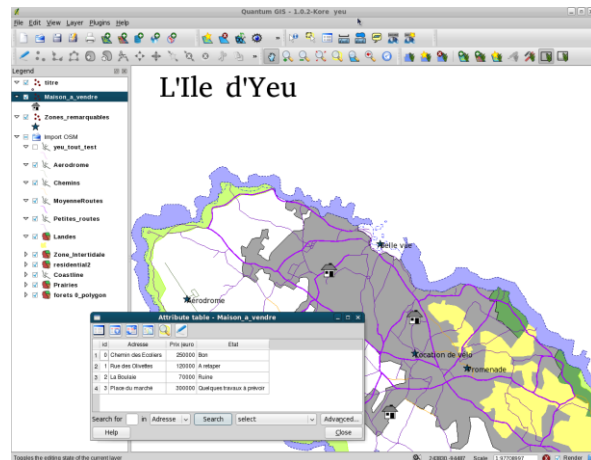 Quantum GIS - 1.0.2-Kore yeu
File Edit View Layer Plugins Help
Legend
titre
Maison_a_vendre
Zones_remarquables
Import OSM
yeu_tout_test
Aerodrome
Chemins
MoyenneRoutes
Petites_routes
Landes
Zone_Intertidale
residential2
Coastline
Prairies
forets 0_polygon
L'Ile d'Yeu
Belle vue
Aerodrome
Location de vélo
Promenade
Attribute table - Maison_a_vendre
id Adresse Prix |euro Etat
1 0 Chemin des Ecoliers 250000 Bon
2 1 Rue des Olivettes 120000 A retaper
3 2 La Boulaie 70000 Ruine
4 3 Place du marché 300000 Quelques travaux à prévoir
Search for in Adresse Search select Advanced...
Help Close
Toggles the editing state of the current layer
Scale Render